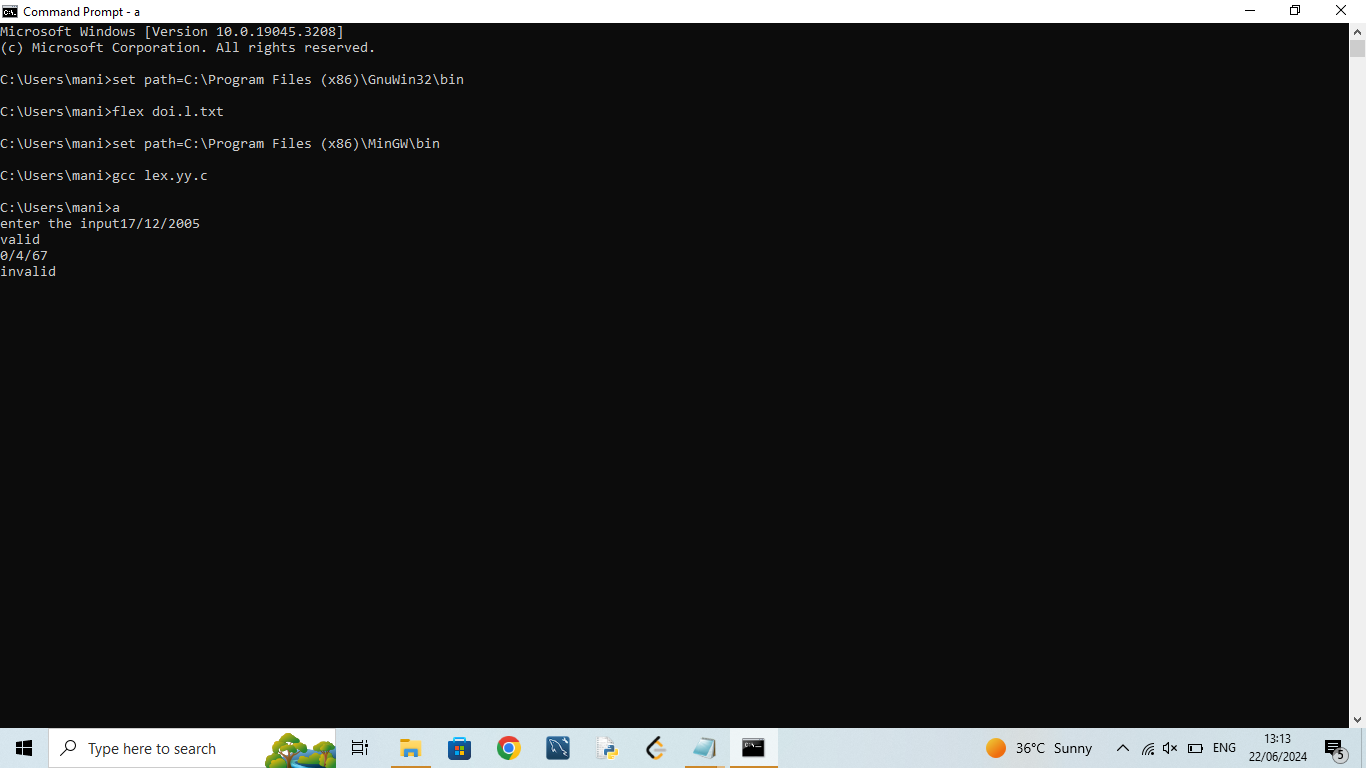 Command Prompt - a
Microsoft Windows [Version 10.0.19045.3208]
(c) Microsoft Corporation. All rights reserved.
C:\Users\mani>set path=C:\Program Files (x86)\GnuWin32\bin
C:\Users\mani>flex doi.l.txt
C:\Users\mani>set path=C:\Program Files (x86)\MinGW\bin
C:\Users\mani>gcc lex.yy.c
C:\Users\mani>a
enter the input17/12/2005
valid
0/4/67
invalid
Type here to search
36°C Sunny
ENG
13:13
22/06/2024
5